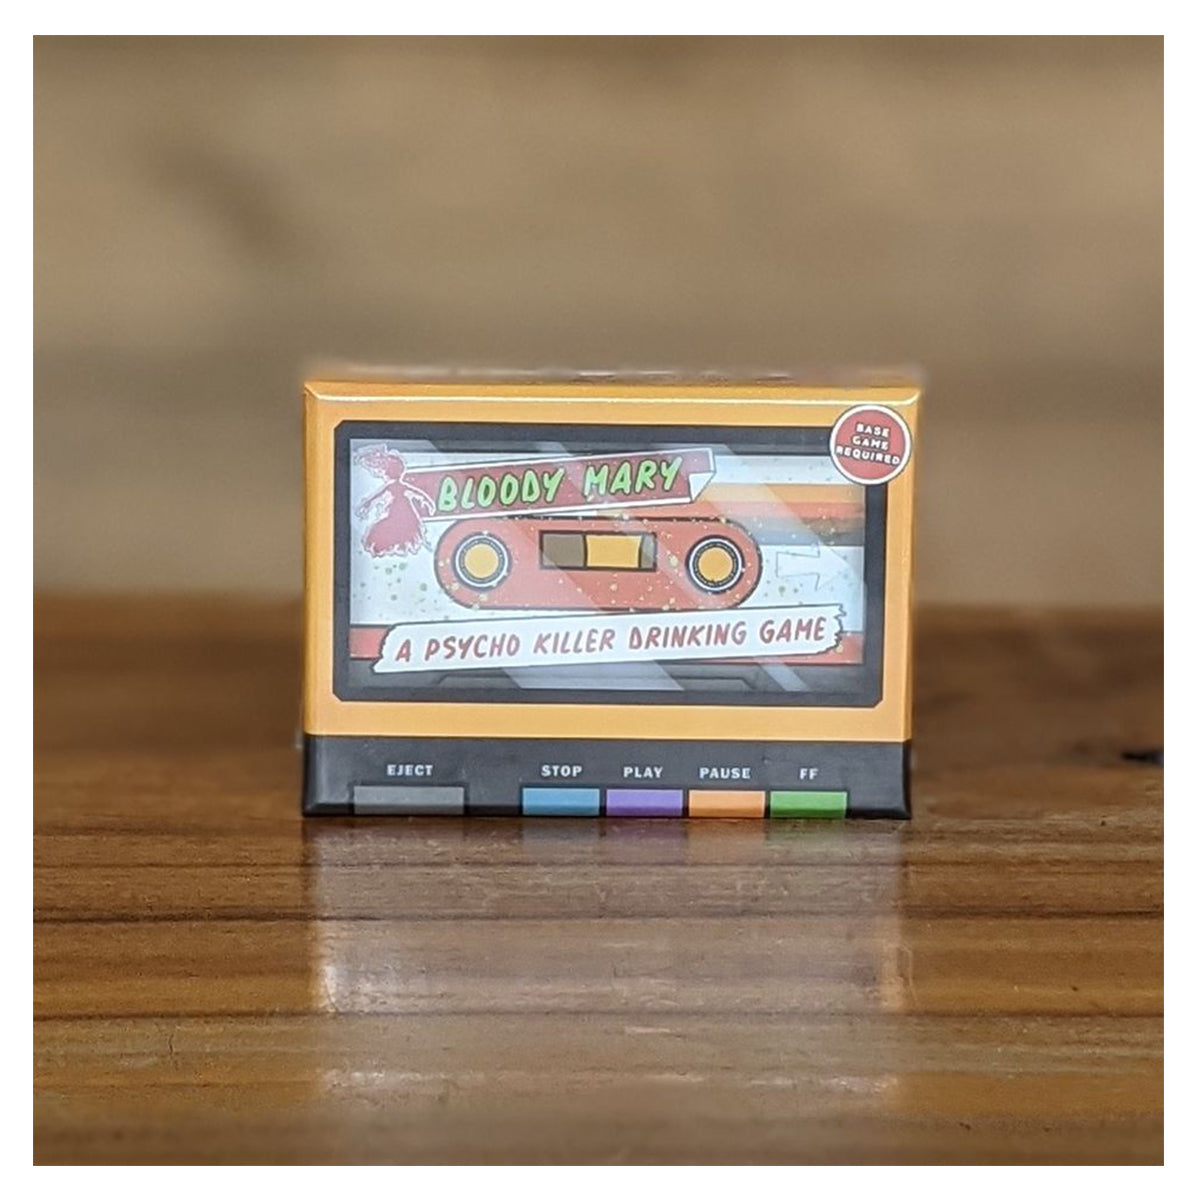 BASE
GAME
REQUIRED
BLOODY MARY
A PSYCHO KILLER DRINKING GAME
EJECT STOP PLAY PAUSE FF